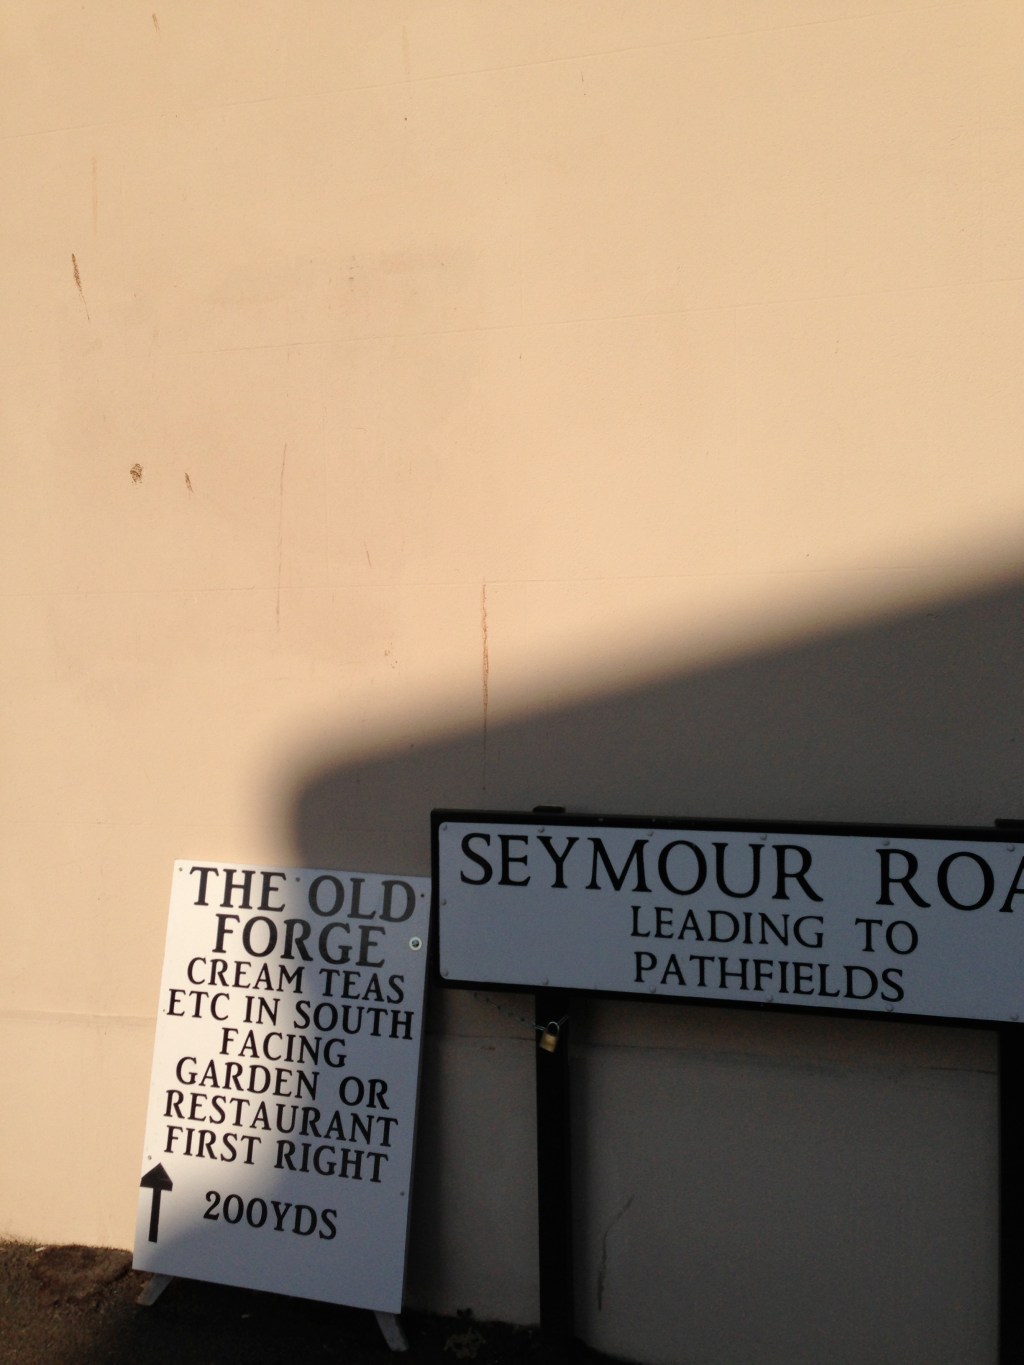 THE OLD
FORGE
CREAM TEAS
ETC IN SOUTH
FACING
GARDEN OR
RESTAURANT
FIRST RIGHT
200YDS
SEYMOUR ROA
LEADING TO
PATHFIELDS